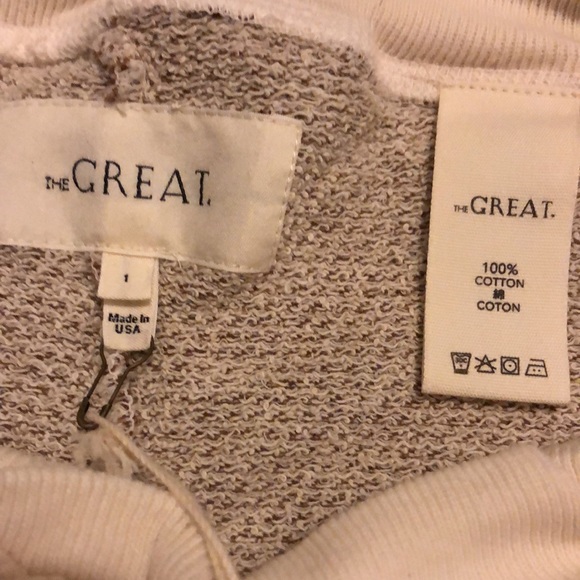 THE GREAT.
1
Made in
USA
THE GREAT.
100%
COTTON
綿
COTON